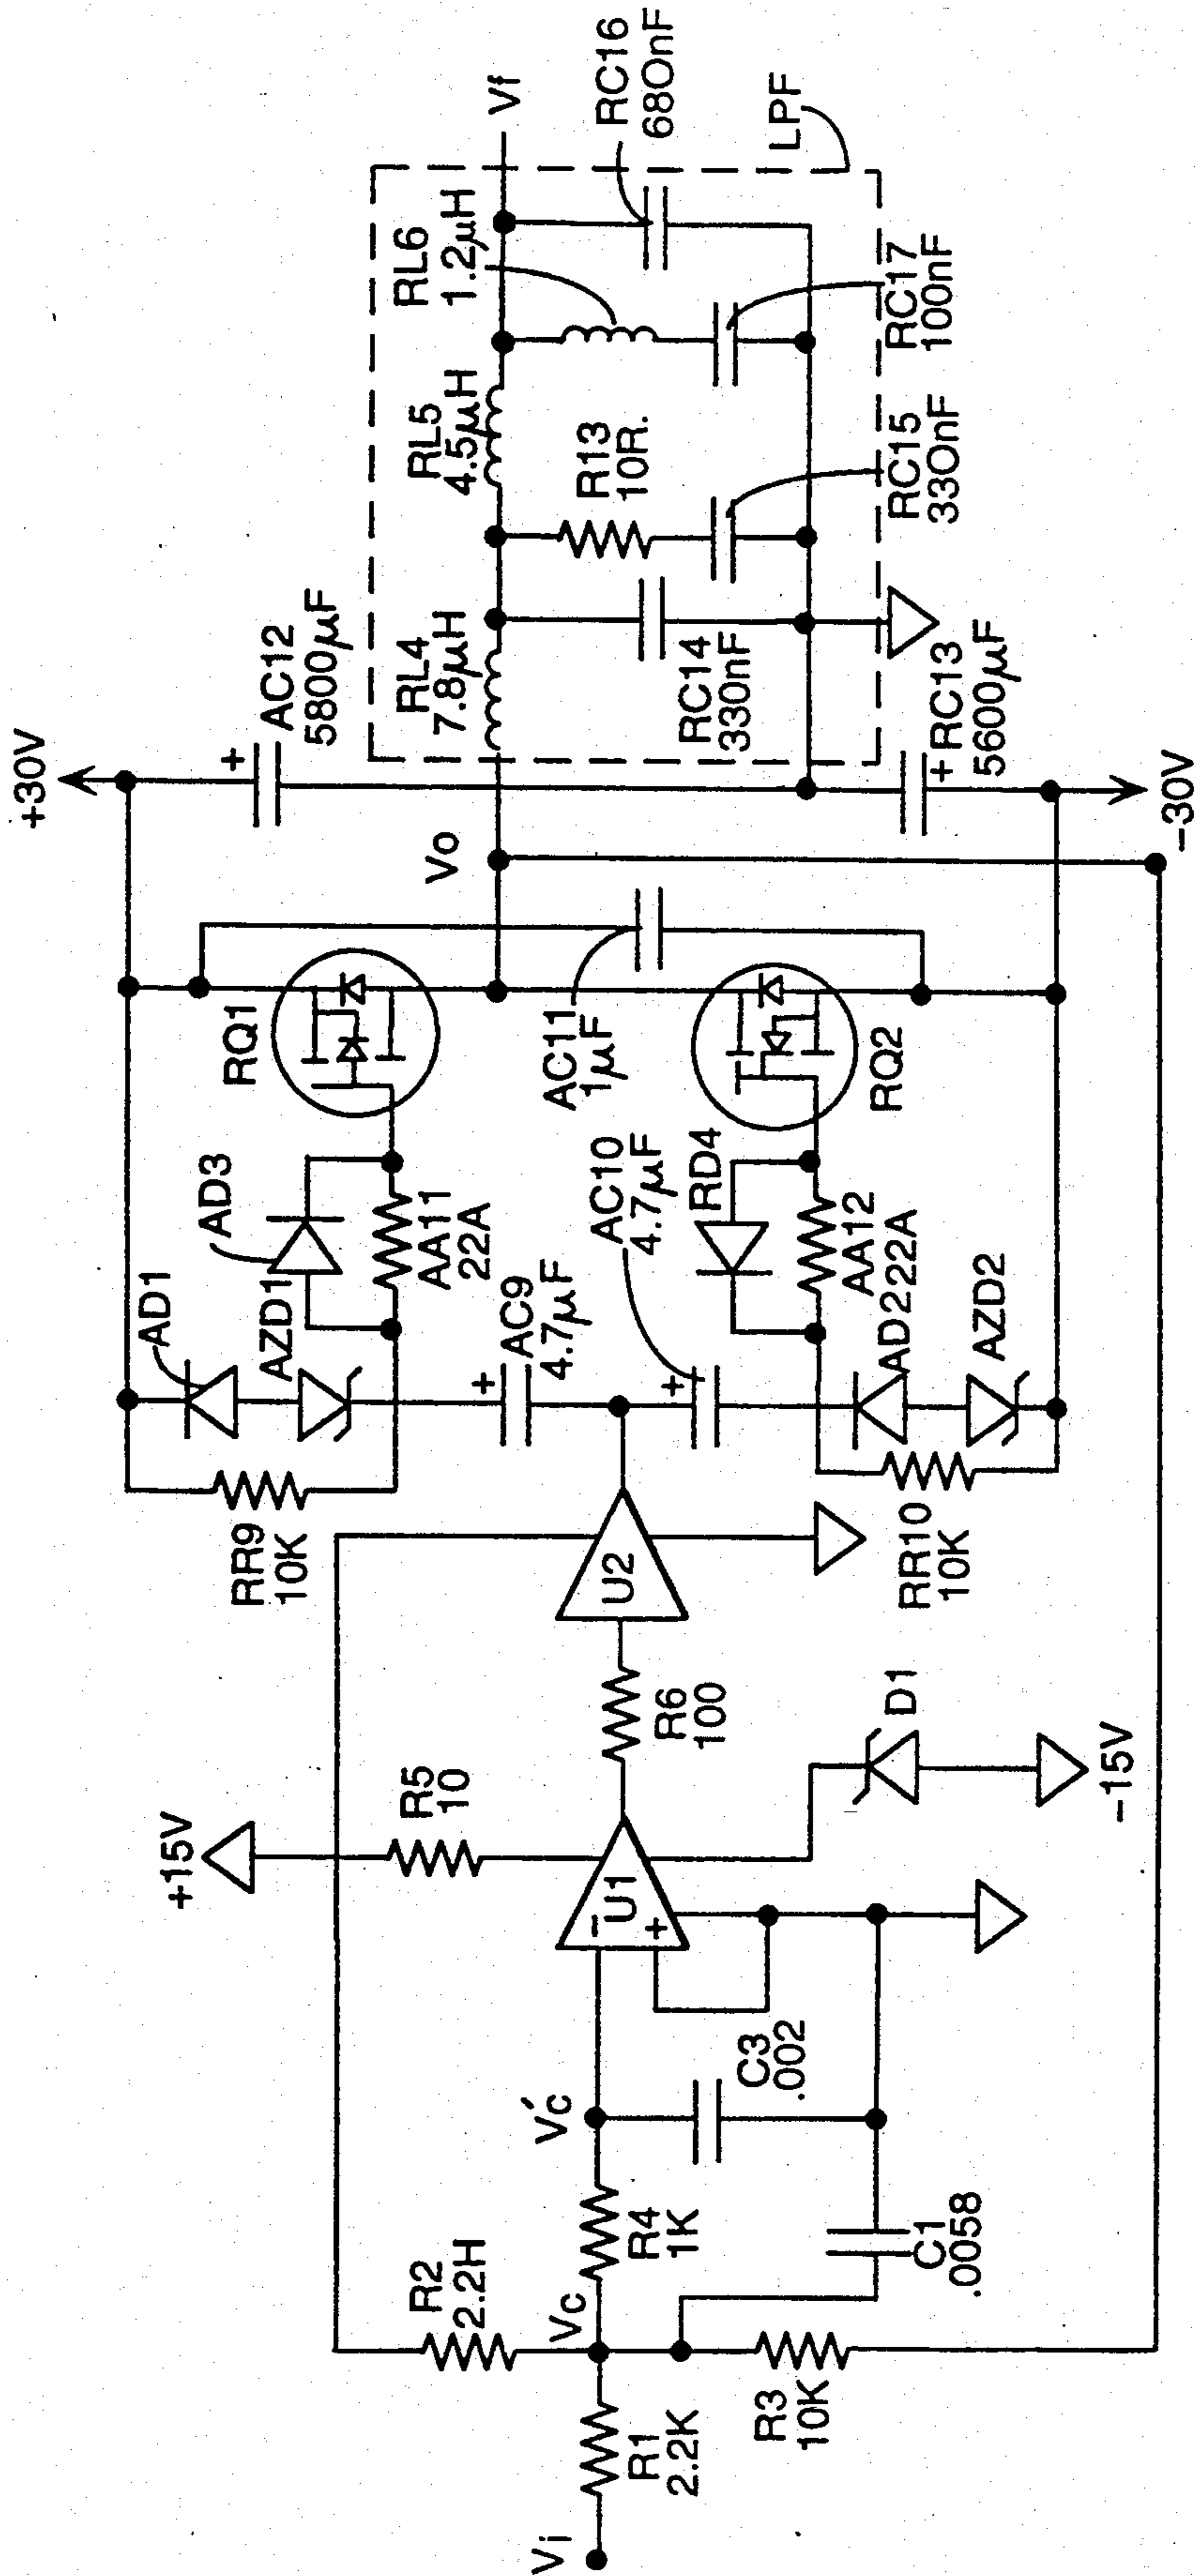 Vi
R1
2.2K
R2
2.2H
Vc
R3
10K
R4
1K
C1
.0058
V'c
C3
.002
−
U1
+
+15V
R5
10
R6
100
D1
−15V
U2
RR9
10K
RR10
10K
AD1
AZD1
AD3
AA11
22A
AC9
4.7μF
AC10
4.7μF
RD4
AA12
222A
AD
AZD2
RQ1
RQ2
AC11
1μF
Vo
+30V
AC12
5800μF
+
+
+
+
RC13
5600μF
−30V
RL4
7.8μH
RC14
330nF
RL5
4.5μH
R13
10R.
RC15
330nF
RL6
1.2μH
RC17
100nF
Vf
RC16
680nF
LPF